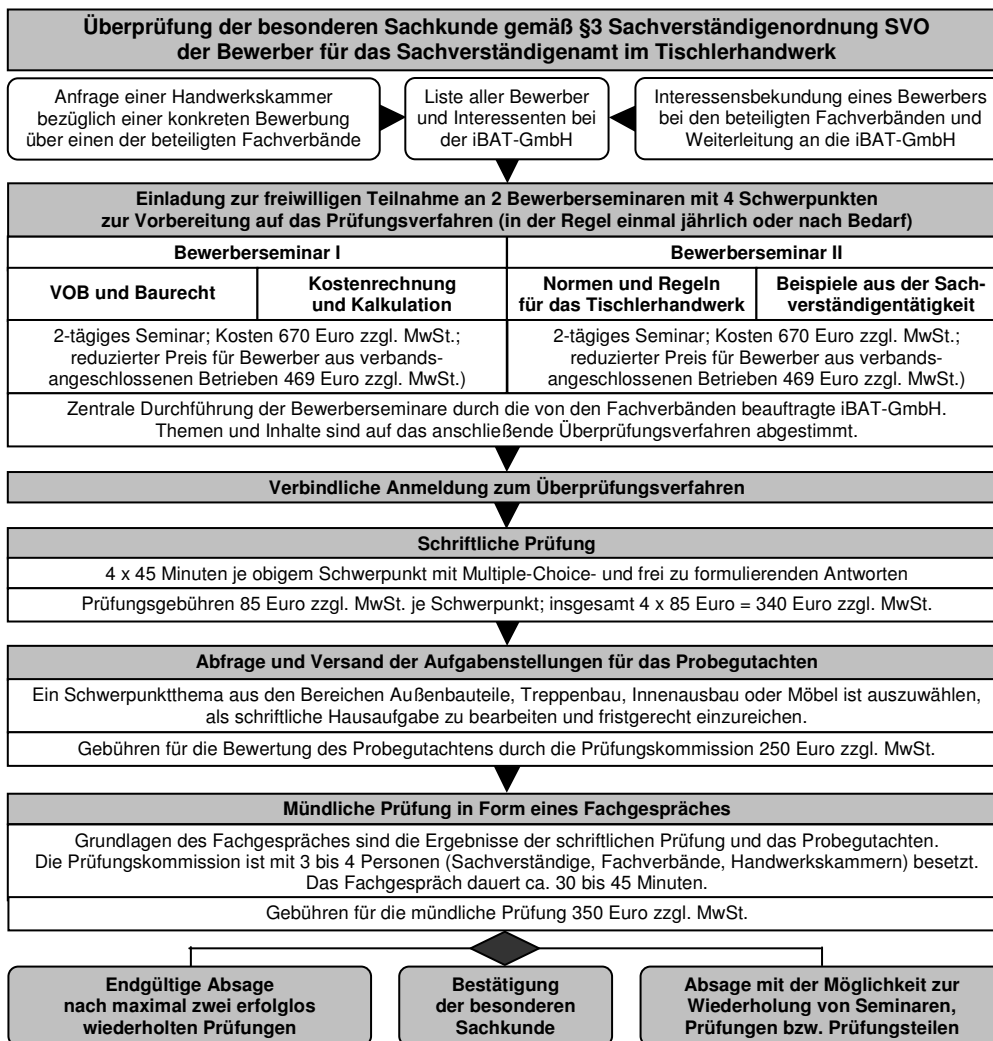 Überprüfung der besonderen Sachkunde gemäß §3 Sachverständigenordnung SVO
der Bewerber für das Sachverständigenamt im Tischlerhandwerk
Anfrage einer Handwerkskammer
bezüglich einer konkreten Bewerbung
über einen der beteiligten Fachverbände
Liste aller Bewerber
und Interessenten bei
der iBAT-GmbH
Interessensbekundung eines Bewerbers
bei den beteiligten Fachverbänden und
Weiterleitung an die iBAT-GmbH
Einladung zur freiwilligen Teilnahme an 2 Bewerberseminaren mit 4 Schwerpunkten
zur Vorbereitung auf das Prüfungsverfahren (in der Regel einmal jährlich oder nach Bedarf)
Bewerberseminar I
Bewerberseminar II
VOB und Baurecht
Kostenrechnung
und Kalkulation
Normen und Regeln
für das Tischlerhandwerk
Beispiele aus der Sach-
verständigentätigkeit
2-tägiges Seminar; Kosten 670 Euro zzgl. MwSt.;
reduzierter Preis für Bewerber aus verbands-
angeschlossenen Betrieben 469 Euro zzgl. MwSt.)
2-tägiges Seminar; Kosten 670 Euro zzgl. MwSt.;
reduzierter Preis für Bewerber aus verbands-
angeschlossenen Betrieben 469 Euro zzgl. MwSt.)
Zentrale Durchführung der Bewerberseminare durch die von den Fachverbänden beauftragte iBAT-GmbH.
Themen und Inhalte sind auf das anschließende Überprüfungsverfahren abgestimmt.
Verbindliche Anmeldung zum Überprüfungsverfahren
Schriftliche Prüfung
4 x 45 Minuten je obigem Schwerpunkt mit Multiple-Choice- und frei zu formulierenden Antworten
Prüfungsgebühren 85 Euro zzgl. MwSt. je Schwerpunkt; insgesamt 4 x 85 Euro = 340 Euro zzgl. MwSt.
Abfrage und Versand der Aufgabenstellungen für das Probegutachten
Ein Schwerpunktthema aus den Bereichen Außenbauteile, Treppenbau, Innenausbau oder Möbel ist auszuwählen,
als schriftliche Hausaufgabe zu bearbeiten und fristgerecht einzureichen.
Gebühren für die Bewertung des Probegutachtens durch die Prüfungskommission 250 Euro zzgl. MwSt.
Mündliche Prüfung in Form eines Fachgespräches
Grundlagen des Fachgespräches sind die Ergebnisse der schriftlichen Prüfung und das Probegutachten.
Die Prüfungskommission ist mit 3 bis 4 Personen (Sachverständige, Fachverbände, Handwerkskammern) besetzt.
Das Fachgespräch dauert ca. 30 bis 45 Minuten.
Gebühren für die mündliche Prüfung 350 Euro zzgl. MwSt.
Endgültige Absage
nach maximal zwei erfolglos
wiederholten Prüfungen
Bestätigung
der besonderen
Sachkunde
Absage mit der Möglichkeit zur
Wiederholung von Seminaren,
Prüfungen bzw. Prüfungsteilen